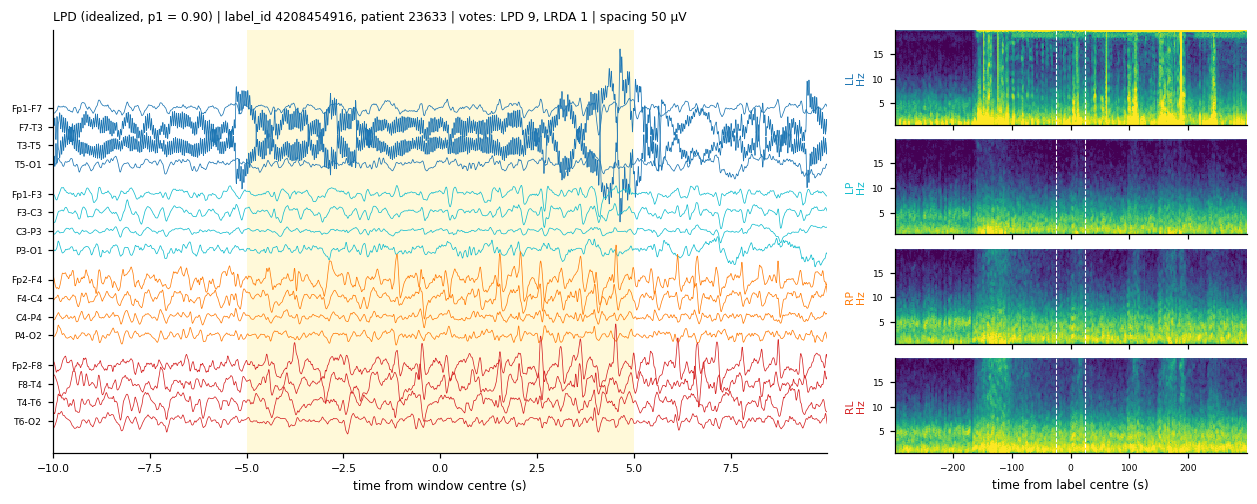 LPD (idealized, p1 = 0.90) | label_id 4208454916, patient 23633 | votes: LPD 9, LRDA 1 | spacing 50 µV
Fp1-F7
F7-T3
T3-T5
T5-O1
Fp1-F3
F3-C3
C3-P3
P3-O1
Fp2-F4
F4-C4
C4-P4
P4-O2
Fp2-F8
F8-T4
T4-T6
T6-O2
−10.0 −7.5 −5.0 −2.5 0.0 2.5 5.0 7.5
time from window centre (s)
LL
Hz
15
10
5
LP
Hz
15
10
5
RP
Hz
15
10
5
RL
Hz
15
10
5
−200 −100 0 100 200
time from label centre (s)